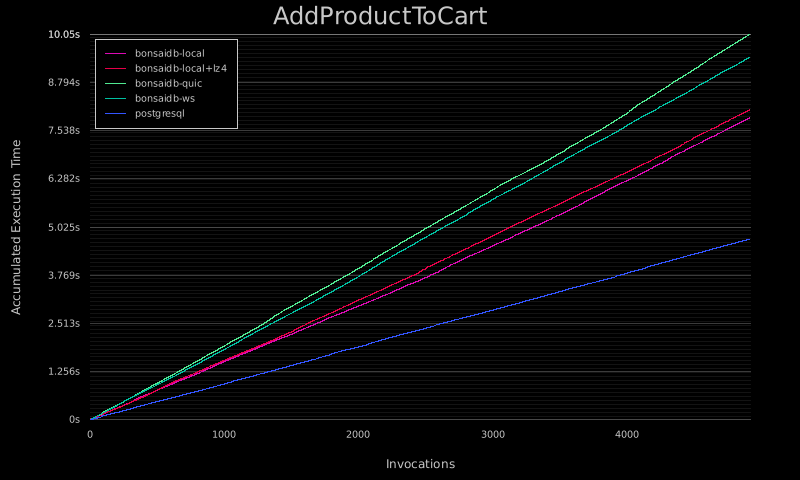 AddProductToCart
10.05s
8.794s
7.538s
6.282s
5.025s
3.769s
2.513s
1.256s
0s
Accumulated Execution Time
bonsaidb-local
bonsaidb-local+lz4
bonsaidb-quic
bonsaidb-ws
postgresql
0 1000 2000 3000 4000
Invocations